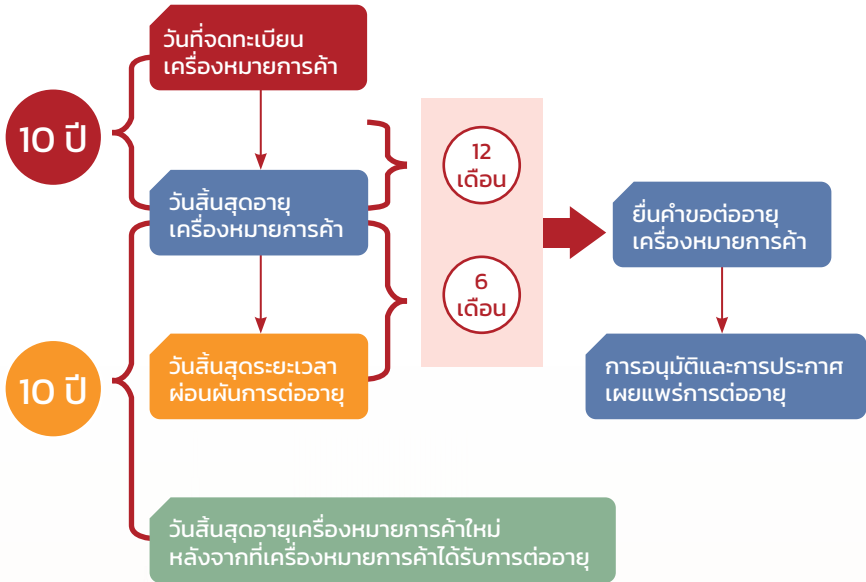 วันที่จดทะเบียน
เครื่องหมายการค้า
10 ปี
12
เดือน
วันสิ้นสุดอายุ
เครื่องหมายการค้า
ยื่นคำขอต่ออายุ
เครื่องหมายการค้า
6
เดือน
10 ปี
วันสิ้นสุดระยะเวลา
ผ่อนผันการต่ออายุ
การอนุมัติและการประกาศ
เผยแพร่การต่ออายุ
วันสิ้นสุดอายุเครื่องหมายการค้าใหม่
หลังจากที่เครื่องหมายการค้าได้รับการต่ออายุ